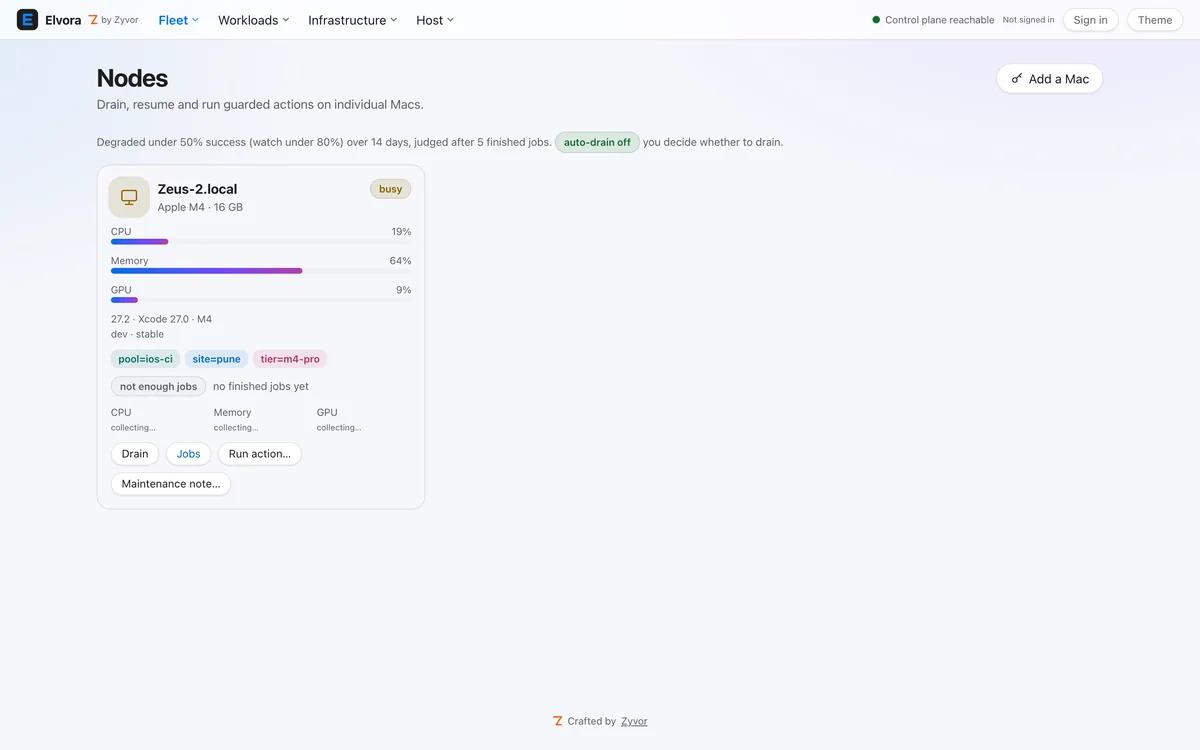 Elvora Z by Zyvor Fleet Workloads Infrastructure Host Control plane reachable Not signed in Sign in Theme
Nodes
Add a Mac
Drain, resume and run guarded actions on individual Macs.
Degraded under 50% success (watch under 80%) over 14 days, judged after 5 finished jobs. auto-drain off you decide whether to drain.
Zeus-2.local
busy
Apple M4 · 16 GB
CPU 19%
Memory 64%
GPU 9%
27.2 · Xcode 27.0 · M4
dev · stable
pool=ios-ci site=pune tier=m4-pro
not enough jobs no finished jobs yet
CPU Memory GPU
collecting... collecting... collecting...
Drain Jobs Run action...
Maintenance note...
Z Crafted by Zyvor